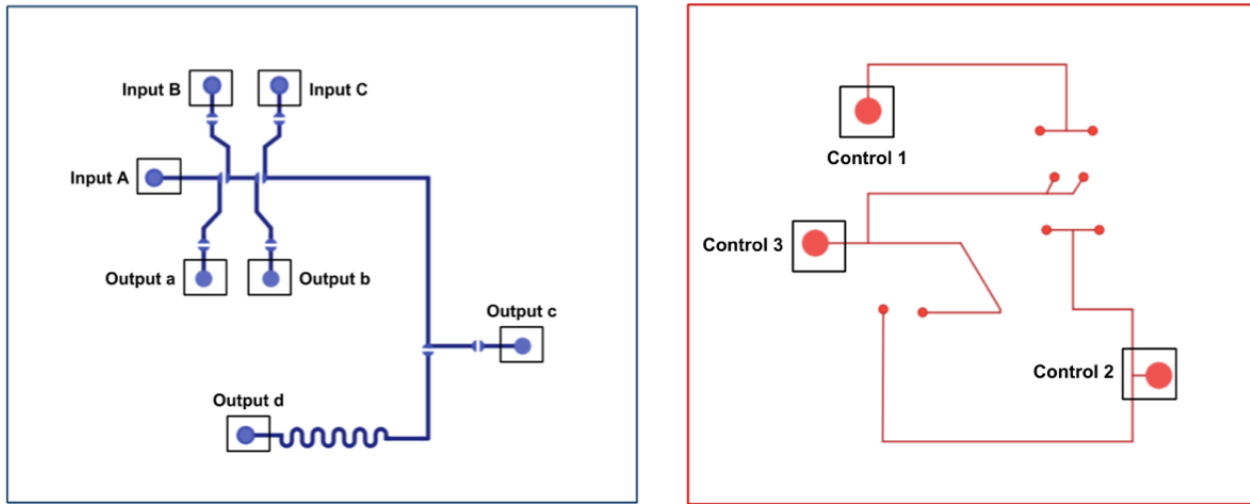 Input B
Input C
Input A
Output a
Output b
Output c
Output d
Control 1
Control 3
Control 2